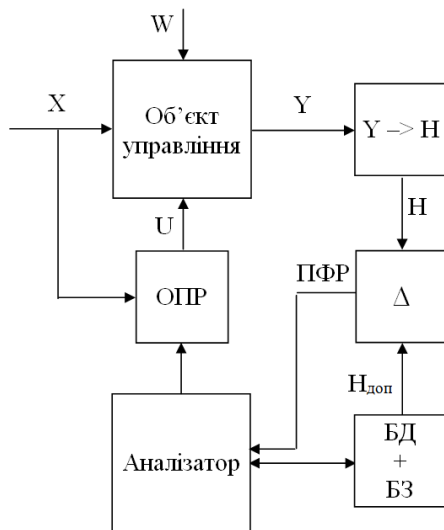 W
X
Об’єкт
управління
Y
Y –> H
U
H
ОПР
ПФР
Δ
Hдоп
Аналізатор
БД
+
БЗ